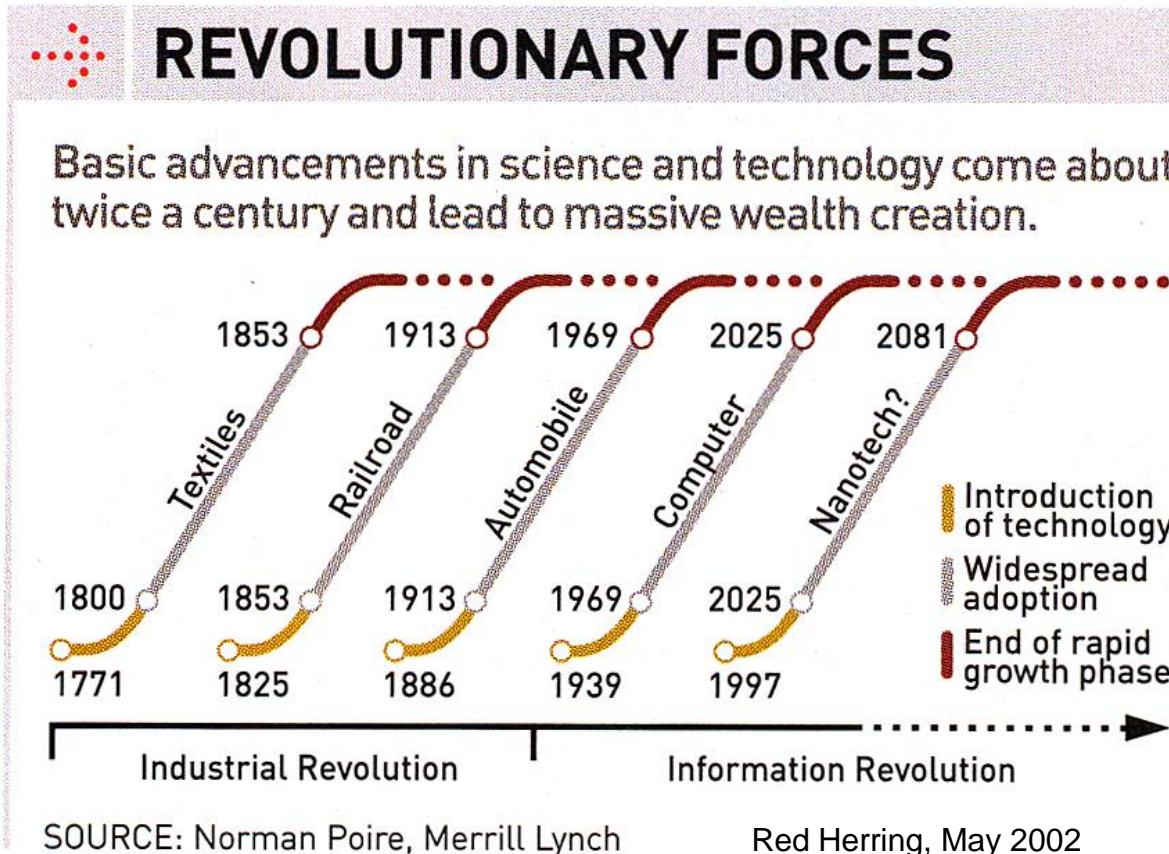 REVOLUTIONARY FORCES
Basic advancements in science and technology come about
twice a century and lead to massive wealth creation.
1853
1913
1969
2025
2081
Textiles
Railroad
Automobile
Computer
Nanotech?
Introduction
of technology
Widespread
adoption
End of rapid
growth phase
1800
1853
1913
1969
2025
1771
1825
1886
1939
1997
Industrial Revolution
Information Revolution
SOURCE: Norman Poire, Merrill Lynch
Red Herring, May 2002